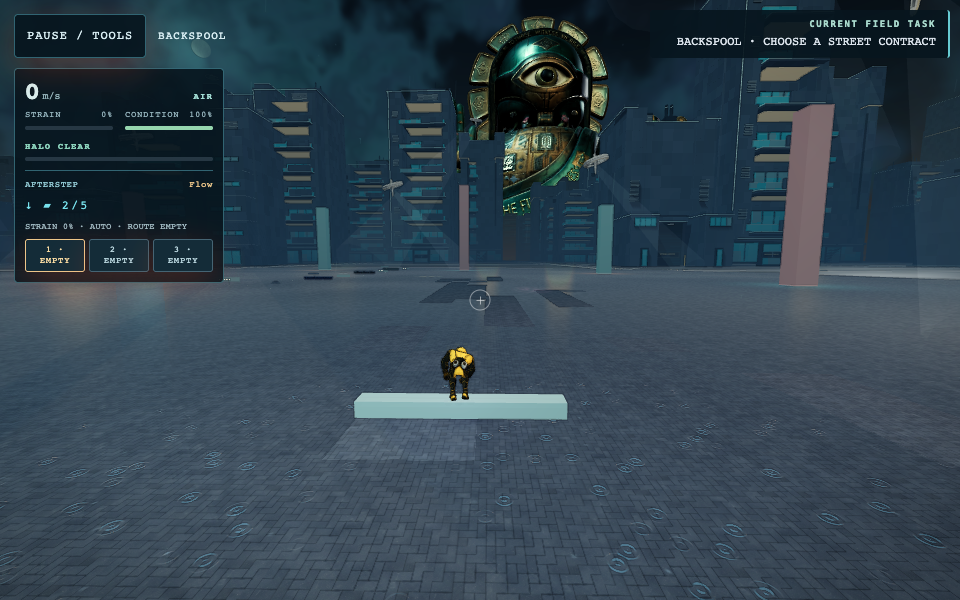 PAUSE / TOOLS
BACKSPOOL
CURRENT FIELD TASK
BACKSPOOL · CHOOSE A STREET CONTRACT
0 m/s AIR
STRAIN 0% CONDITION 100%
HALO CLEAR
AFTERSTEP Flow
↓ ▰ 2/5
STRAIN 0% · AUTO · ROUTE EMPTY
1 · EMPTY
2 · EMPTY
3 · EMPTY